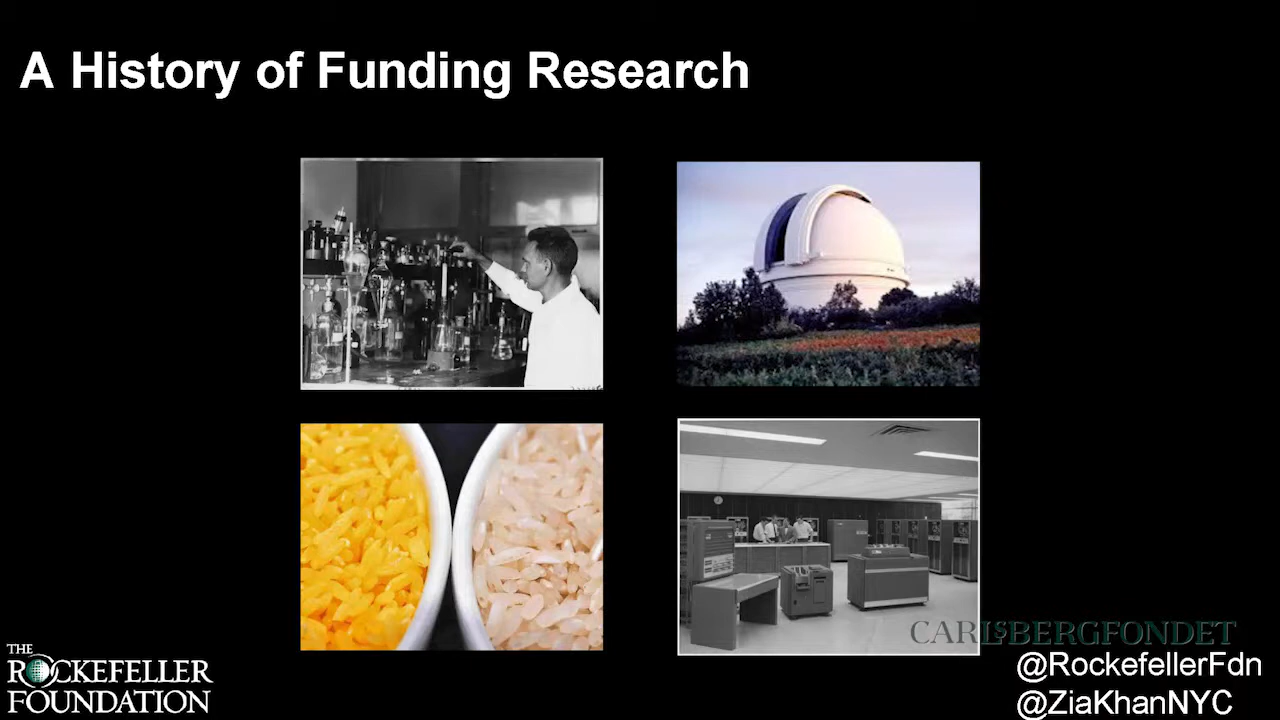 A History of Funding Research
CARLSBERGFONDET
THE
ROCKEFELLER
FOUNDATION
@RockefellerFdn
@ZiaKhanNYC